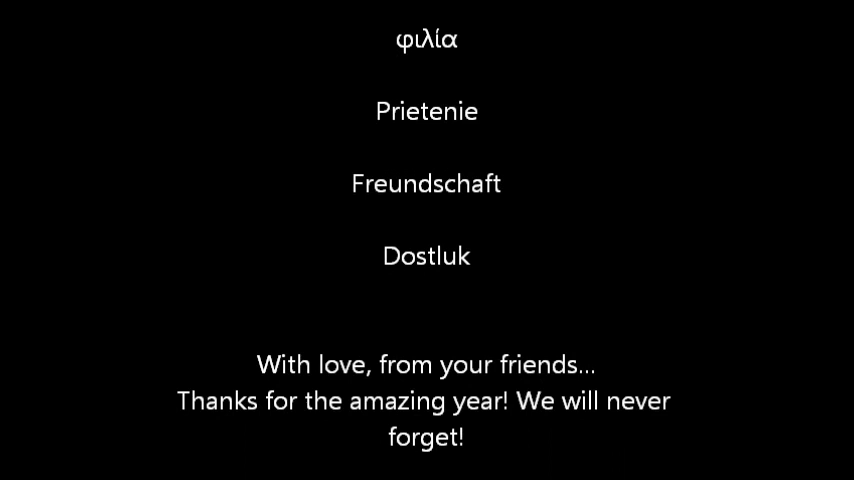 φιλία
Prietenie
Freundschaft
Dostluk
With love, from your friends...
Thanks for the amazing year! We will never
forget!